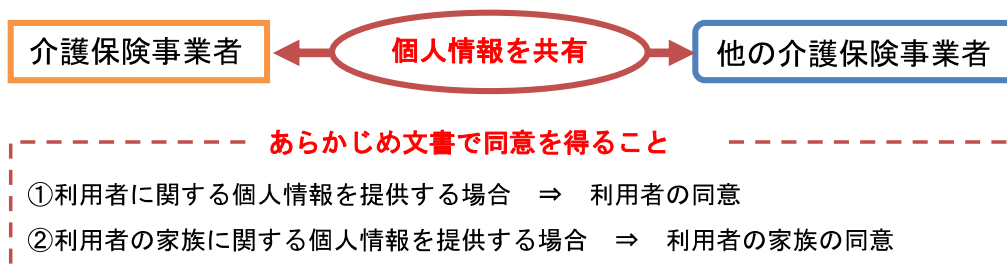 介護保険事業者 個人情報を共有 他の介護保険事業者
あらかじめ文書で同意を得ること
①利用者に関する個人情報を提供する場合 ⇒ 利用者の同意
②利用者の家族に関する個人情報を提供する場合 ⇒ 利用者の家族の同意